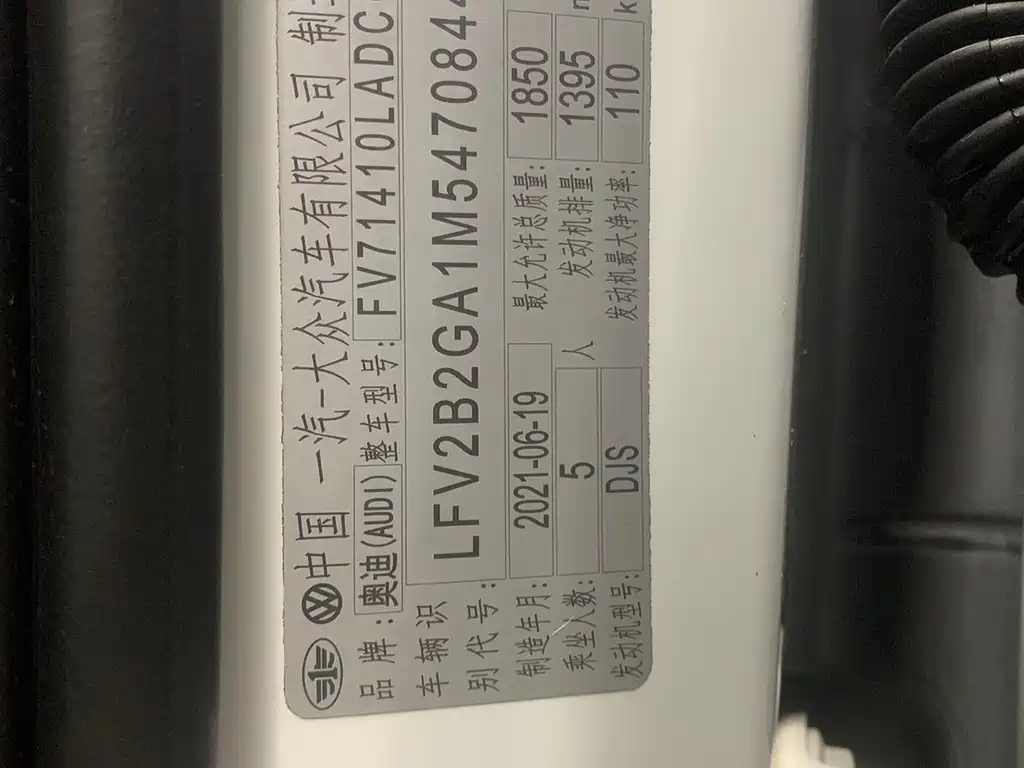 中国 一汽-大众汽车有限公司 制
品牌:奥迪(AUDI) 整车型号:FV71410LADC
车辆识别代号: LFV2B2GA1M5470844
制造年月: 2021-06-19 最大允许总质量: 1850
乘坐人数: 5 人 发动机排量: 1395
发动机型号: DJS 发动机最大净功率: 110 k